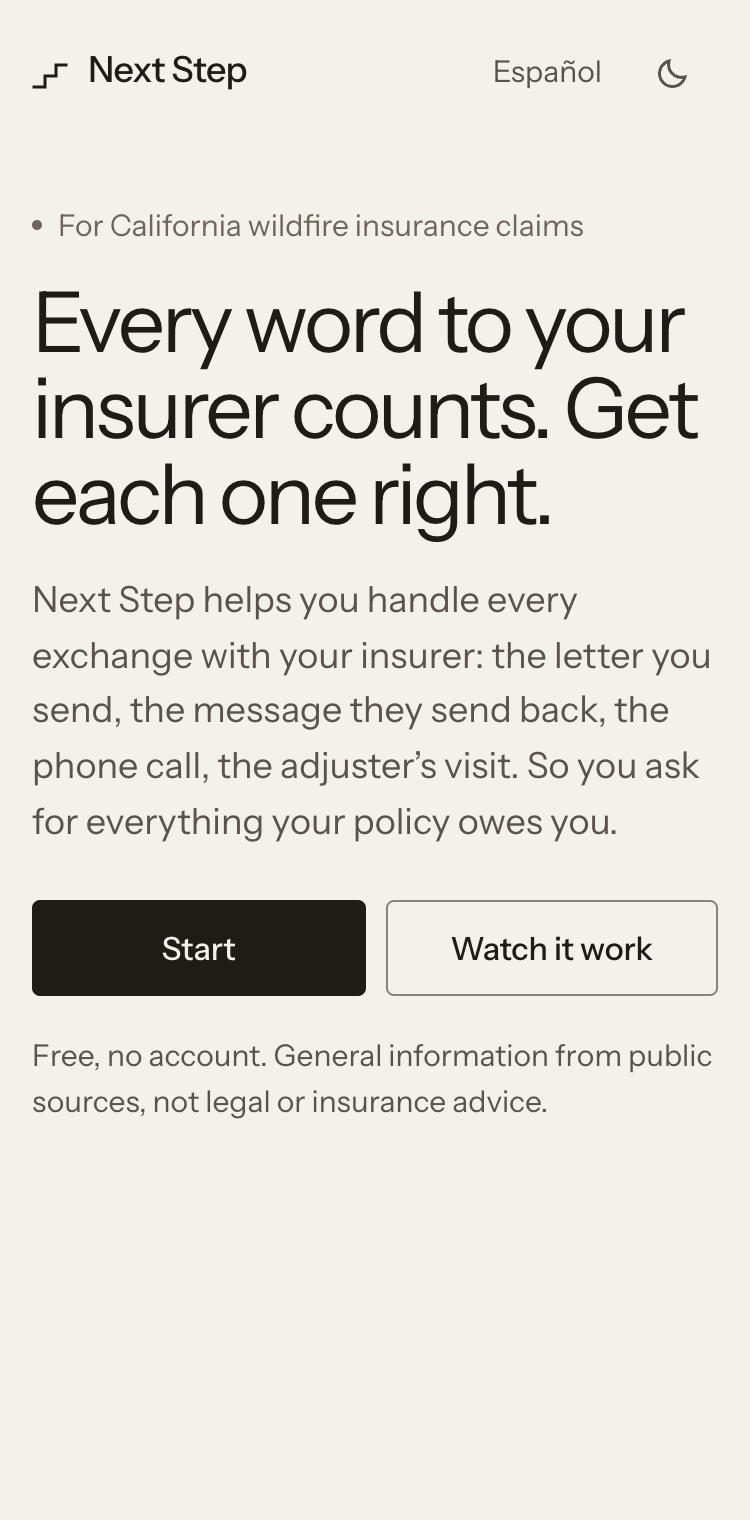 Next Step
Español
For California wildfire insurance claims
Every word to your
insurer counts. Get
each one right.
Next Step helps you handle every
exchange with your insurer: the letter you
send, the message they send back, the
phone call, the adjuster’s visit. So you ask
for everything your policy owes you.
Start
Watch it work
Free, no account. General information from public
sources, not legal or insurance advice.